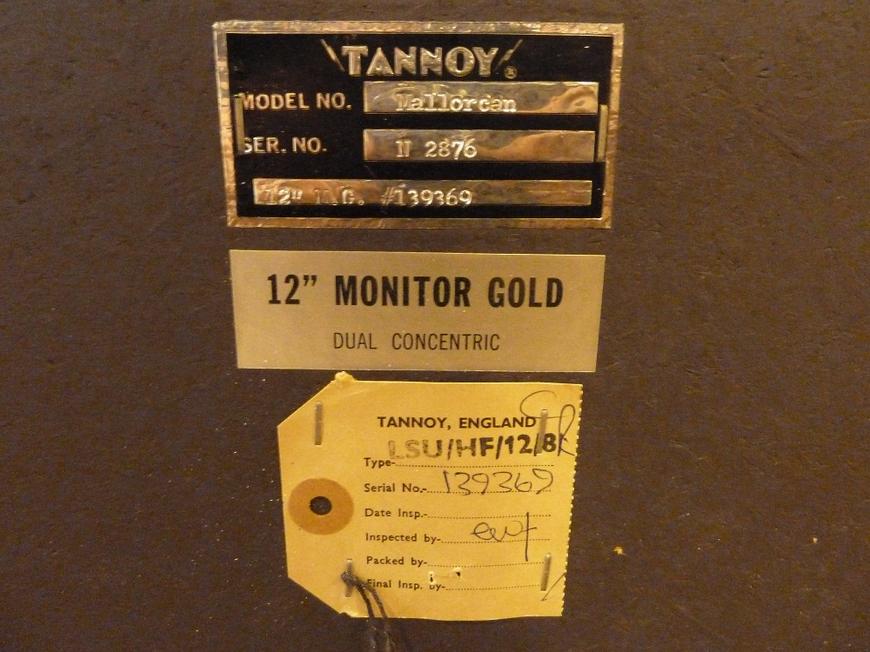 TANNOY ®
MODEL NO. Mallorcan
SER. NO. N 2876
12" M.G. #139369
12” MONITOR GOLD
DUAL CONCENTRIC
TANNOY, ENGLAND
LSU/HF/12/8
Type-
Serial No.- 139369
Date Insp.-
Inspected by-
Packed by-
Final Insp. by-